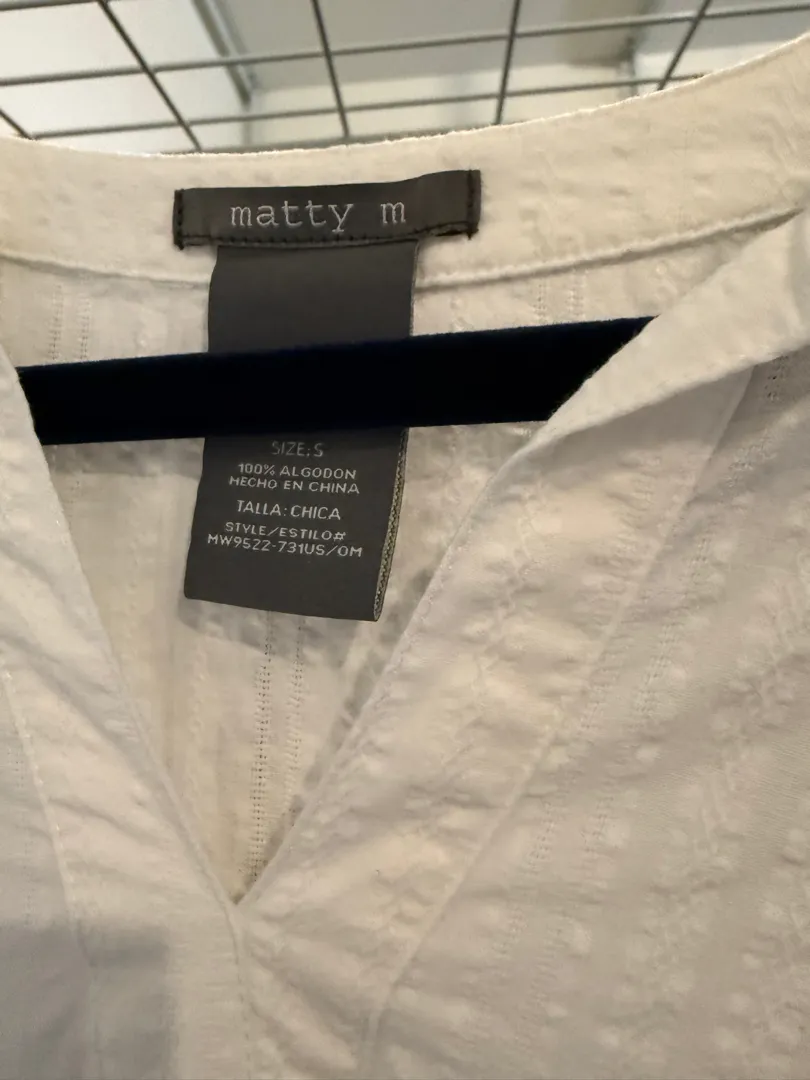 matty m
SIZE: S
100% ALGODON
HECHO EN CHINA
TALLA: CHICA
STYLE/ESTILO#
MW9522-731US/OM